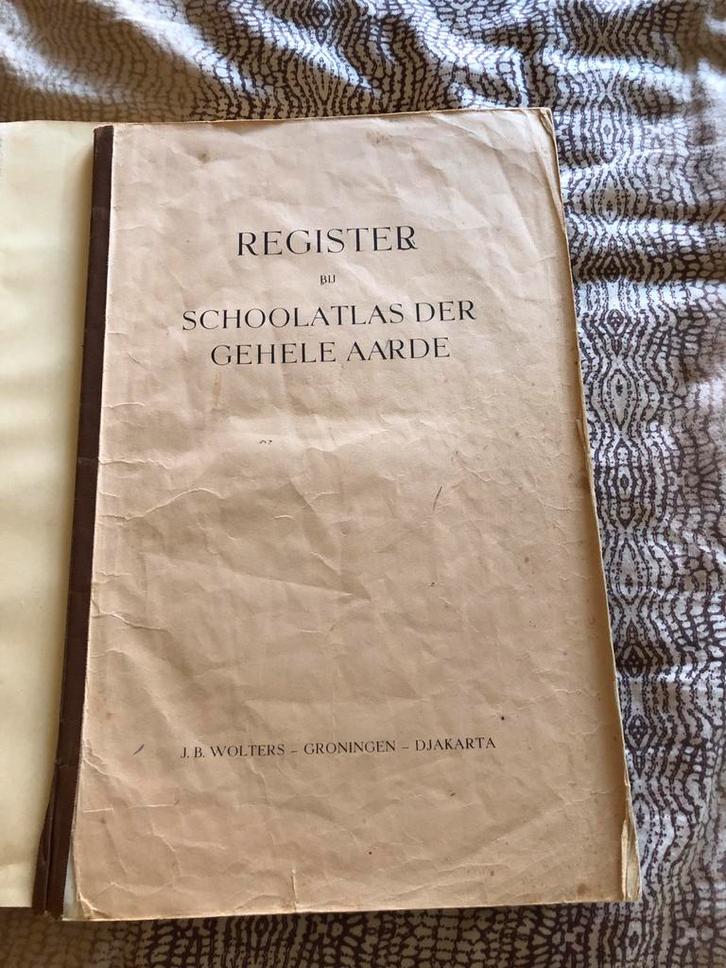 REGISTER
BIJ
SCHOOLATLAS DER
GEHELE AARDE
J. B. WOLTERS – GRONINGEN – DJAKARTA